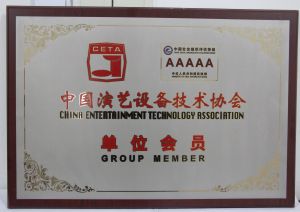 CETA
AAAAA
中国演艺设备技术协会
CHINA ENTERTAINMENT TECHNOLOGY ASSOCIATION
单位会员
GROUP MEMBER